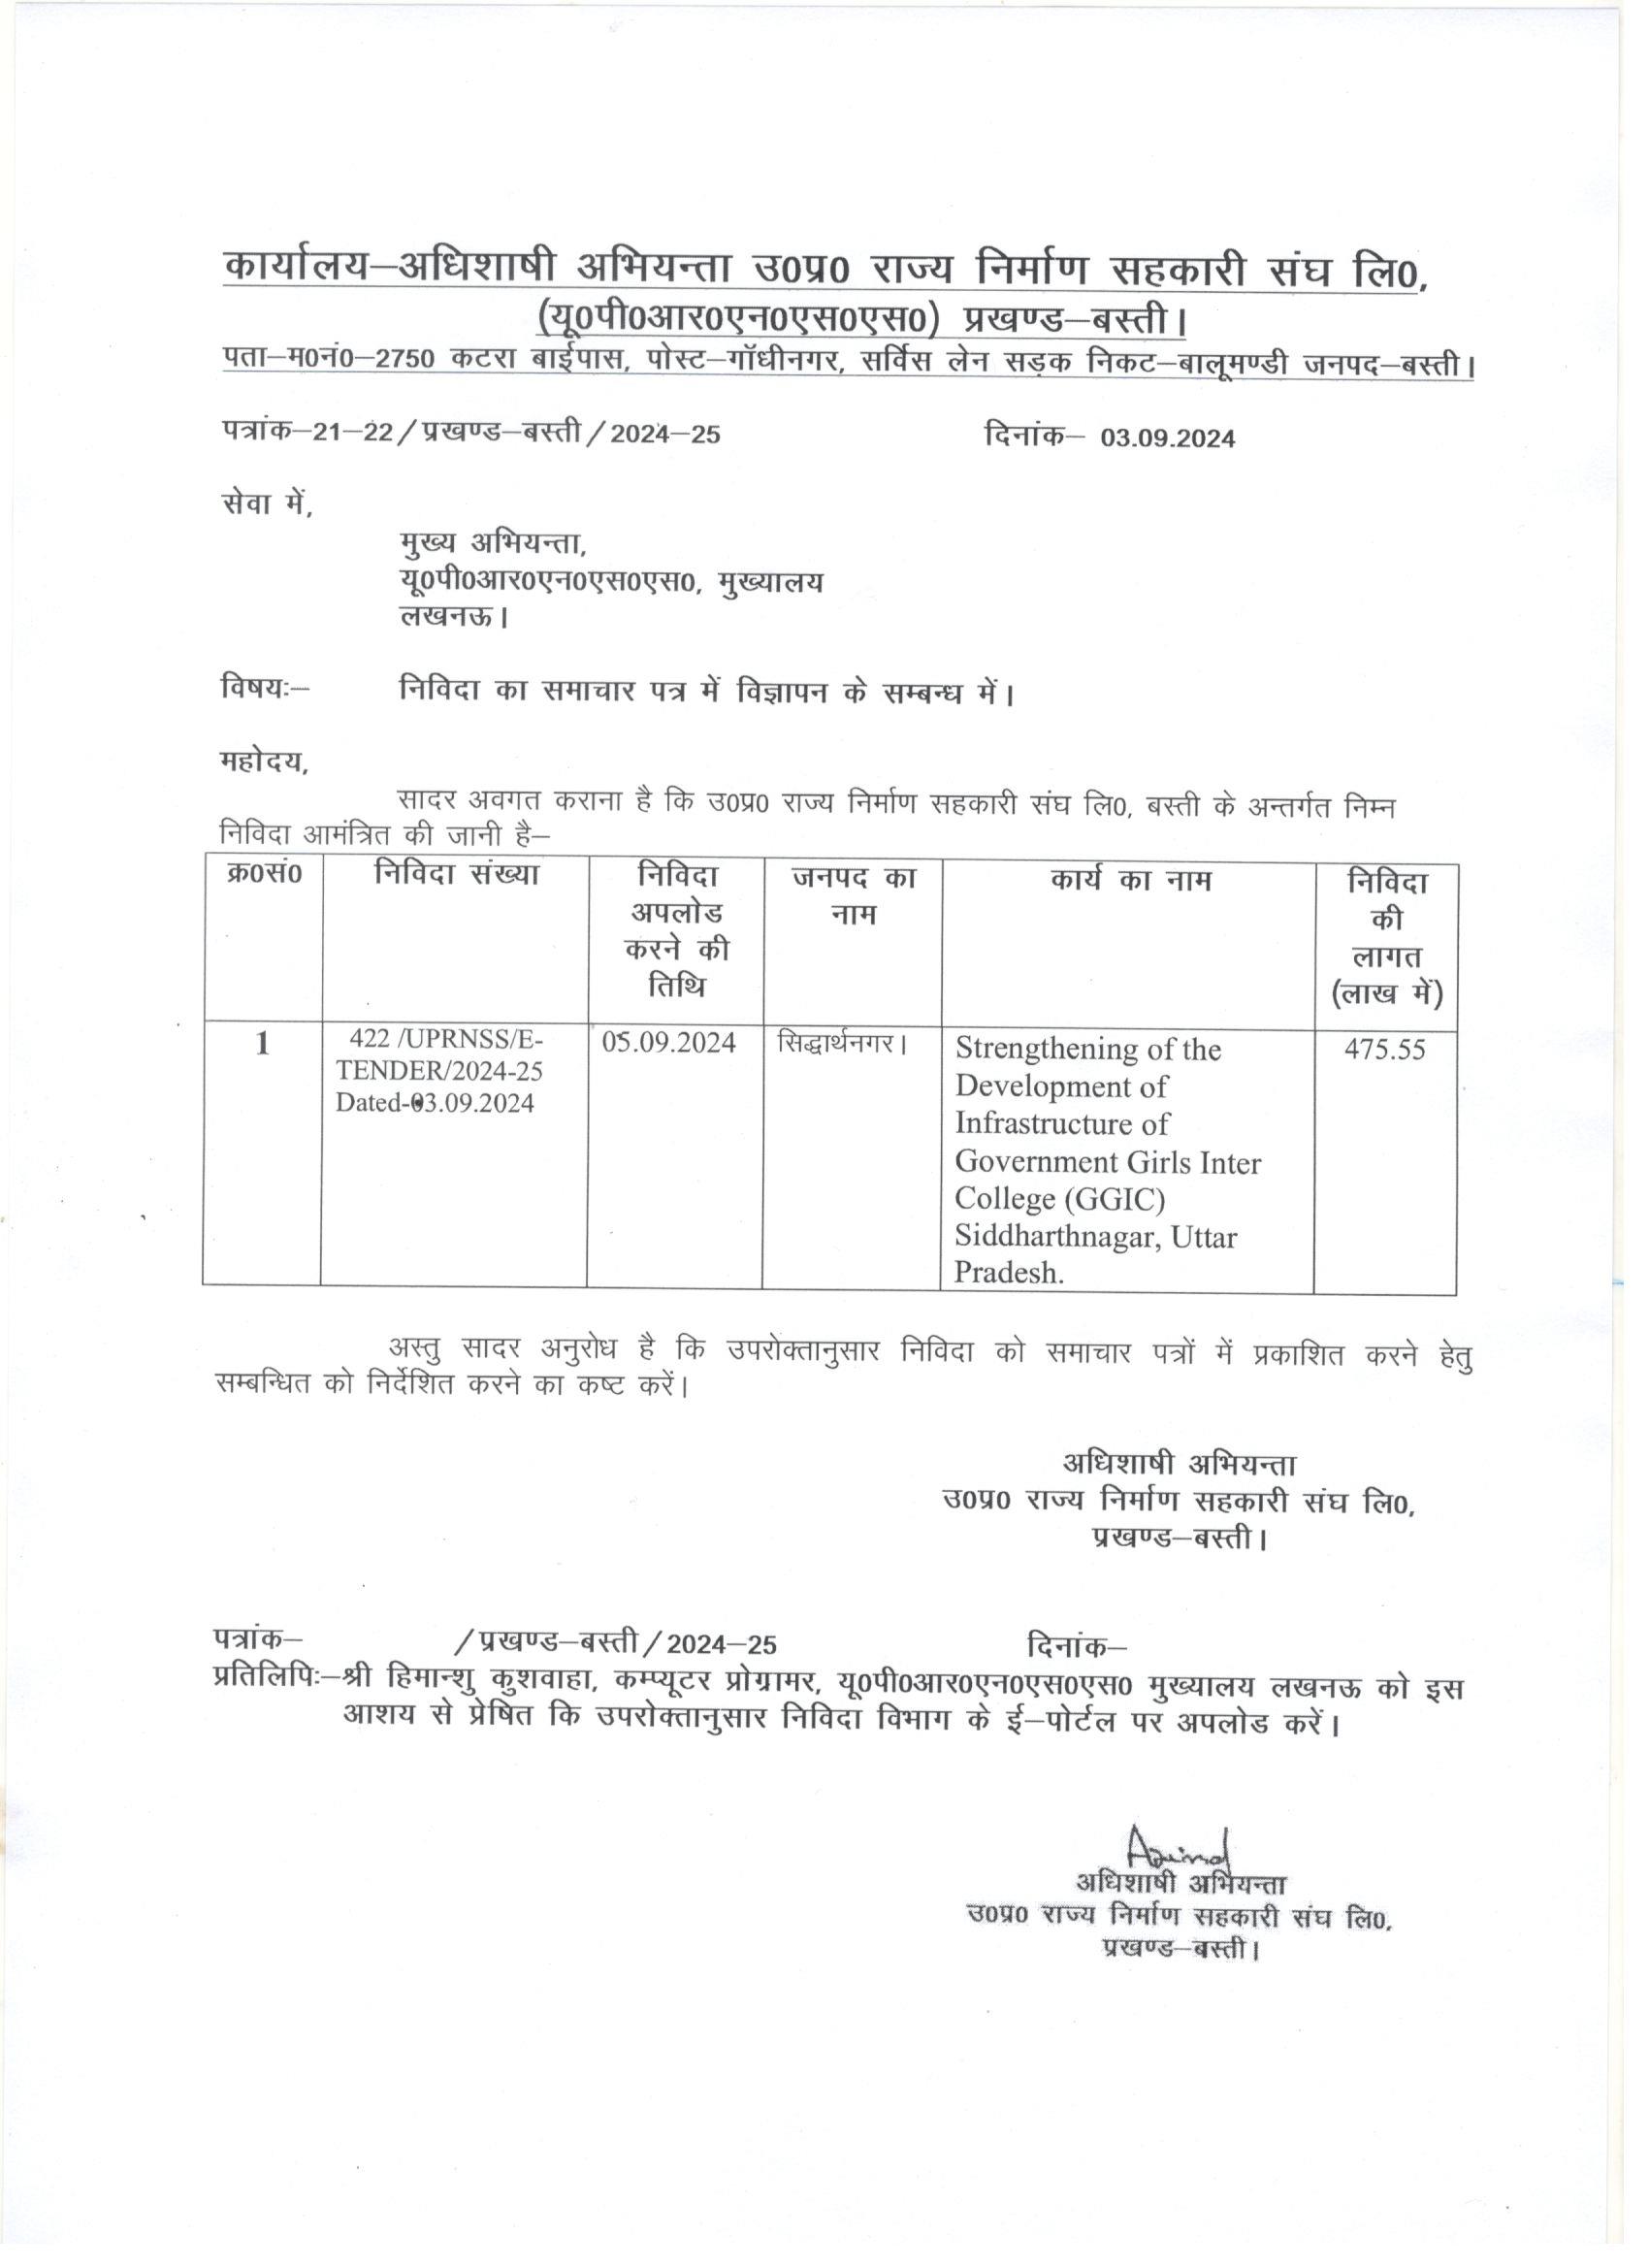 कार्यालय–अधिशाषी अभियन्ता उ0प्र0 राज्य निर्माण सहकारी संघ लि0,
(यू0पी0आर0एन0एस0एस0) प्रखण्ड–बस्ती।
पता–म0नं0–2750 कटरा बाईपास, पोस्ट–गॉधीनगर, सर्विस लेन सड़क निकट–बालूमण्डी जनपद–बस्ती।
पत्रांक–21–22/प्रखण्ड–बस्ती/2024–25 दिनांक– 03.09.2024
सेवा में,
मुख्य अभियन्ता,
यू0पी0आर0एन0एस0एस0, मुख्यालय
लखनऊ।
विषयः– निविदा का समाचार पत्र में विज्ञापन के सम्बन्ध में।
महोदय,
सादर अवगत कराना है कि उ0प्र0 राज्य निर्माण सहकारी संघ लि0, बस्ती के अन्तर्गत निम्न
निविदा आमंत्रित की जानी है–
क्र0सं0
निविदा संख्या
निविदा
अपलोड
करने की
तिथि
जनपद का
नाम
कार्य का नाम
निविदा
की
लागत
(लाख में)
1
422 /UPRNSS/E-
TENDER/2024-25
Dated-03.09.2024
05.09.2024
सिद्धार्थनगर।
Strengthening of the
Development of
Infrastructure of
Government Girls Inter
College (GGIC)
Siddharthnagar, Uttar
Pradesh.
475.55
अस्तु सादर अनुरोध है कि उपरोक्तानुसार निविदा को समाचार पत्रों में प्रकाशित करने हेतु
सम्बन्धित को निर्देशित करने का कष्ट करें।
अधिशाषी अभियन्ता
उ0प्र0 राज्य निर्माण सहकारी संघ लि0,
प्रखण्ड–बस्ती।
पत्रांक– /प्रखण्ड–बस्ती/2024–25 दिनांक–
प्रतिलिपिः–श्री हिमान्शु कुशवाहा, कम्प्यूटर प्रोग्रामर, यू0पी0आर0एन0एस0एस0 मुख्यालय लखनऊ को इस
आशय से प्रेषित कि उपरोक्तानुसार निविदा विभाग के ई–पोर्टल पर अपलोड करें।
अधिशाषी अभियन्ता
उ0प्र0 राज्य निर्माण सहकारी संघ लि0,
प्रखण्ड–बस्ती।